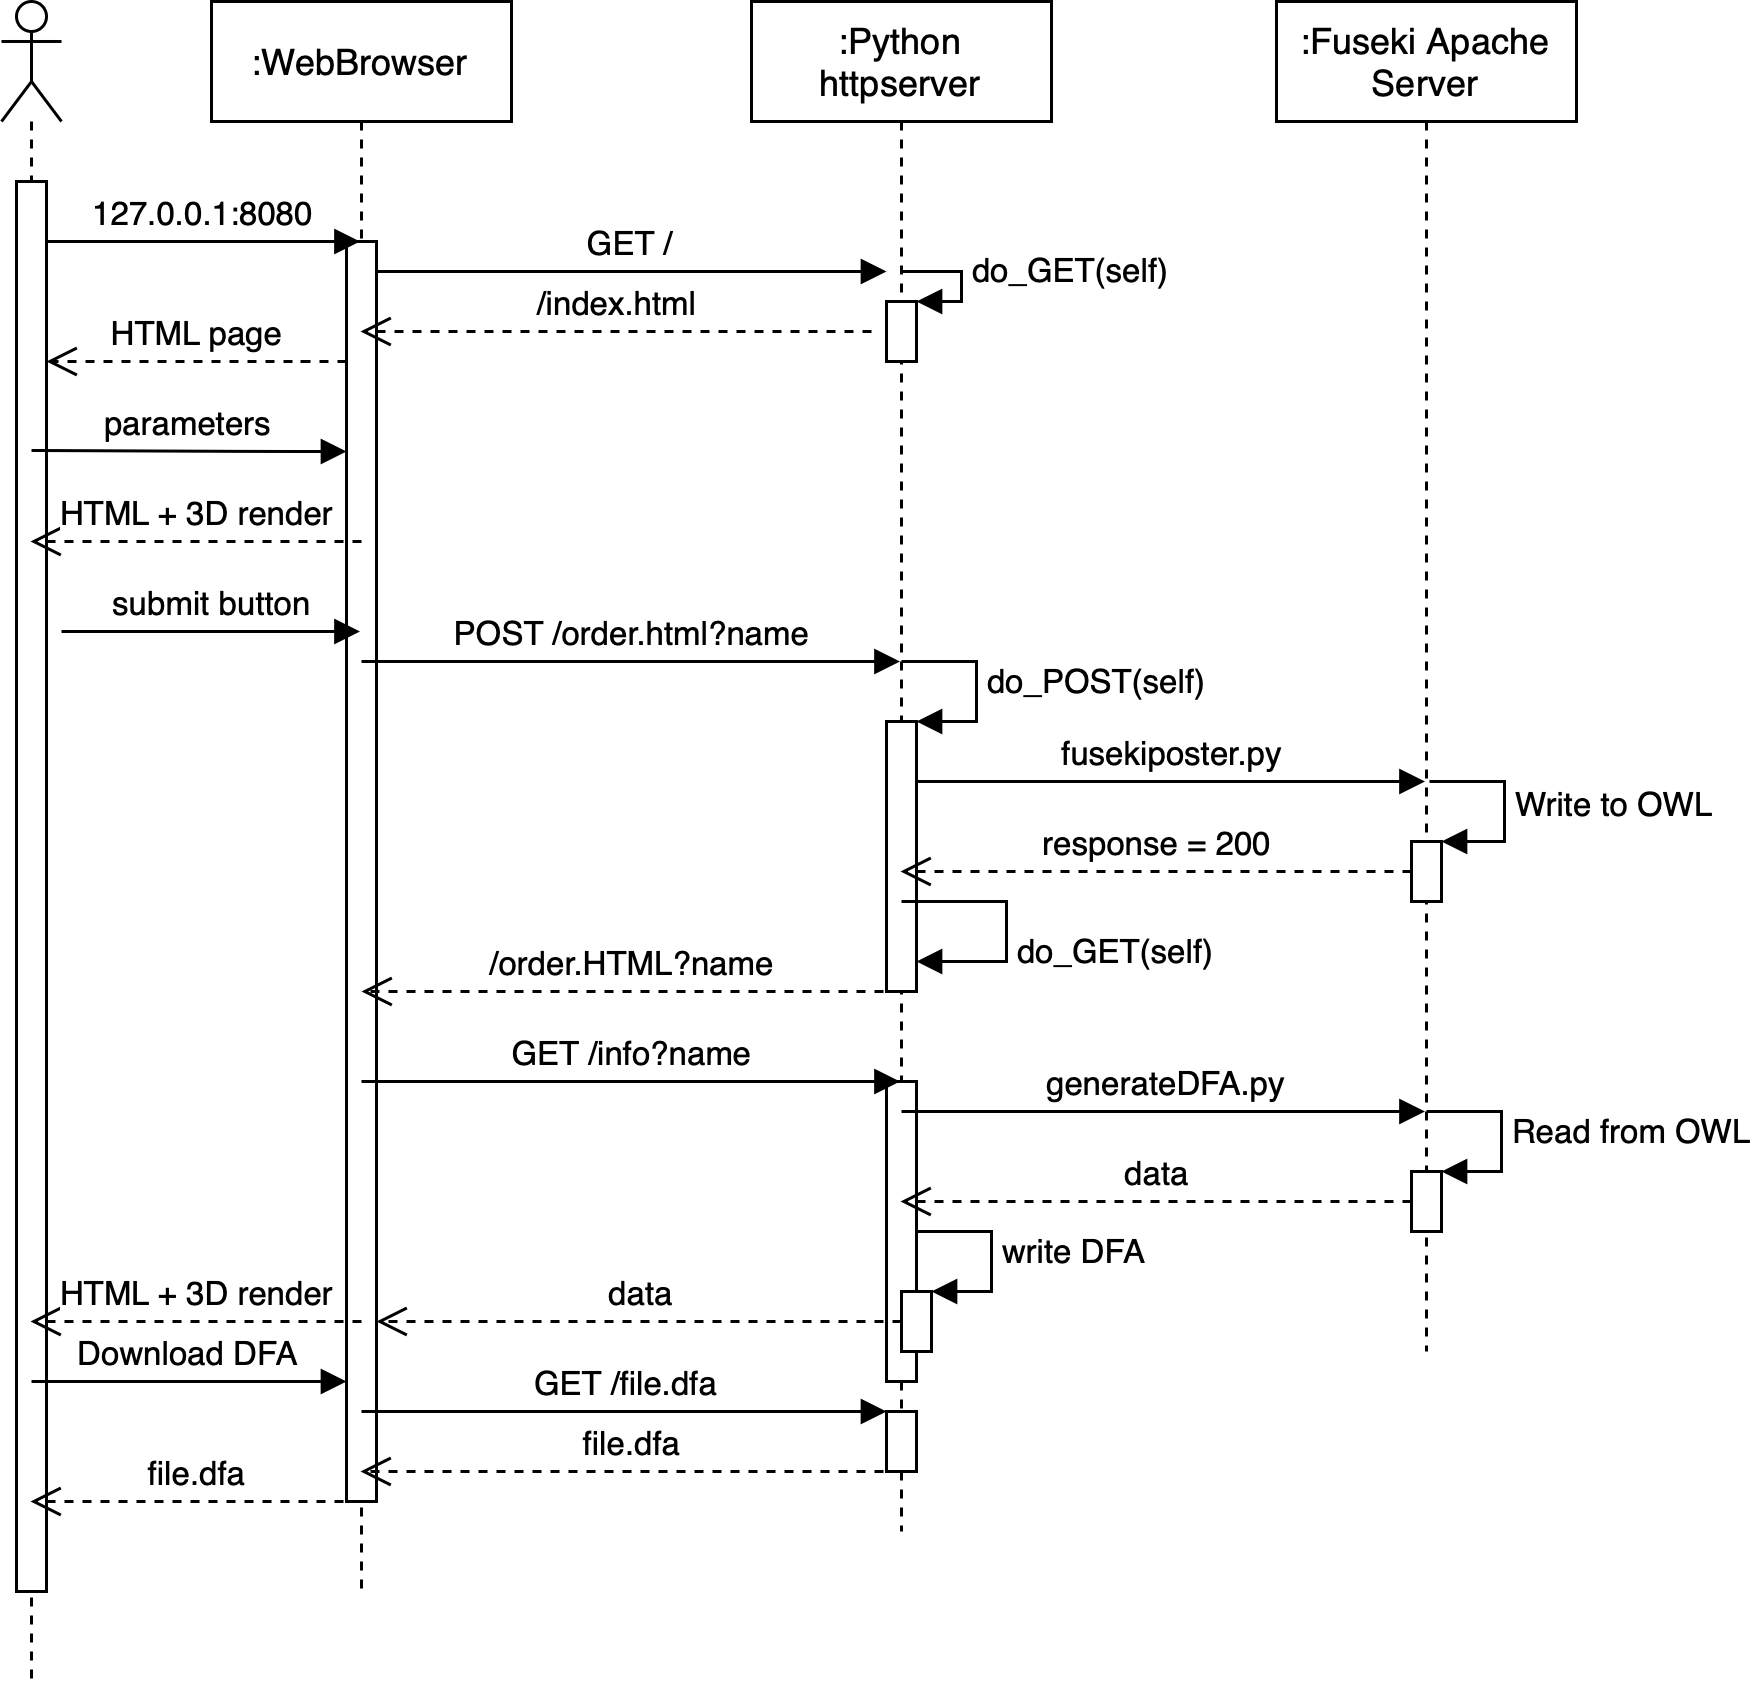 :WebBrowser
:Python
httpserver
:Fuseki Apache
Server
127.0.0.1:8080
GET /
do_GET(self)
/index.html
HTML page
parameters
HTML + 3D render
submit button
POST /order.html?name
do_POST(self)
fusekiposter.py
Write to OWL
response = 200
do_GET(self)
/order.HTML?name
GET /info?name
generateDFA.py
Read from OWL
data
write DFA
HTML + 3D render
data
Download DFA
GET /file.dfa
file.dfa
file.dfa